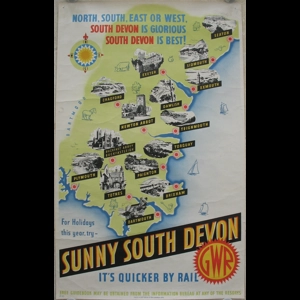 NORTH, SOUTH, EAST OR WEST,
SOUTH DEVON IS GLORIOUS
SOUTH DEVON IS BEST!
SEATON
EXETER
SIDMOUTH
EXMOUTH
CHAGFORD
DAWLISH
NEWTON ABBOT
TEIGNMOUTH
TORQUAY
PLYMOUTH
PAIGNTON
TOTNES
BRIXHAM
DARTMOUTH
For Holidays
this year, try—
SUNNY SOUTH DEVON
GWR
IT'S QUICKER BY RAIL